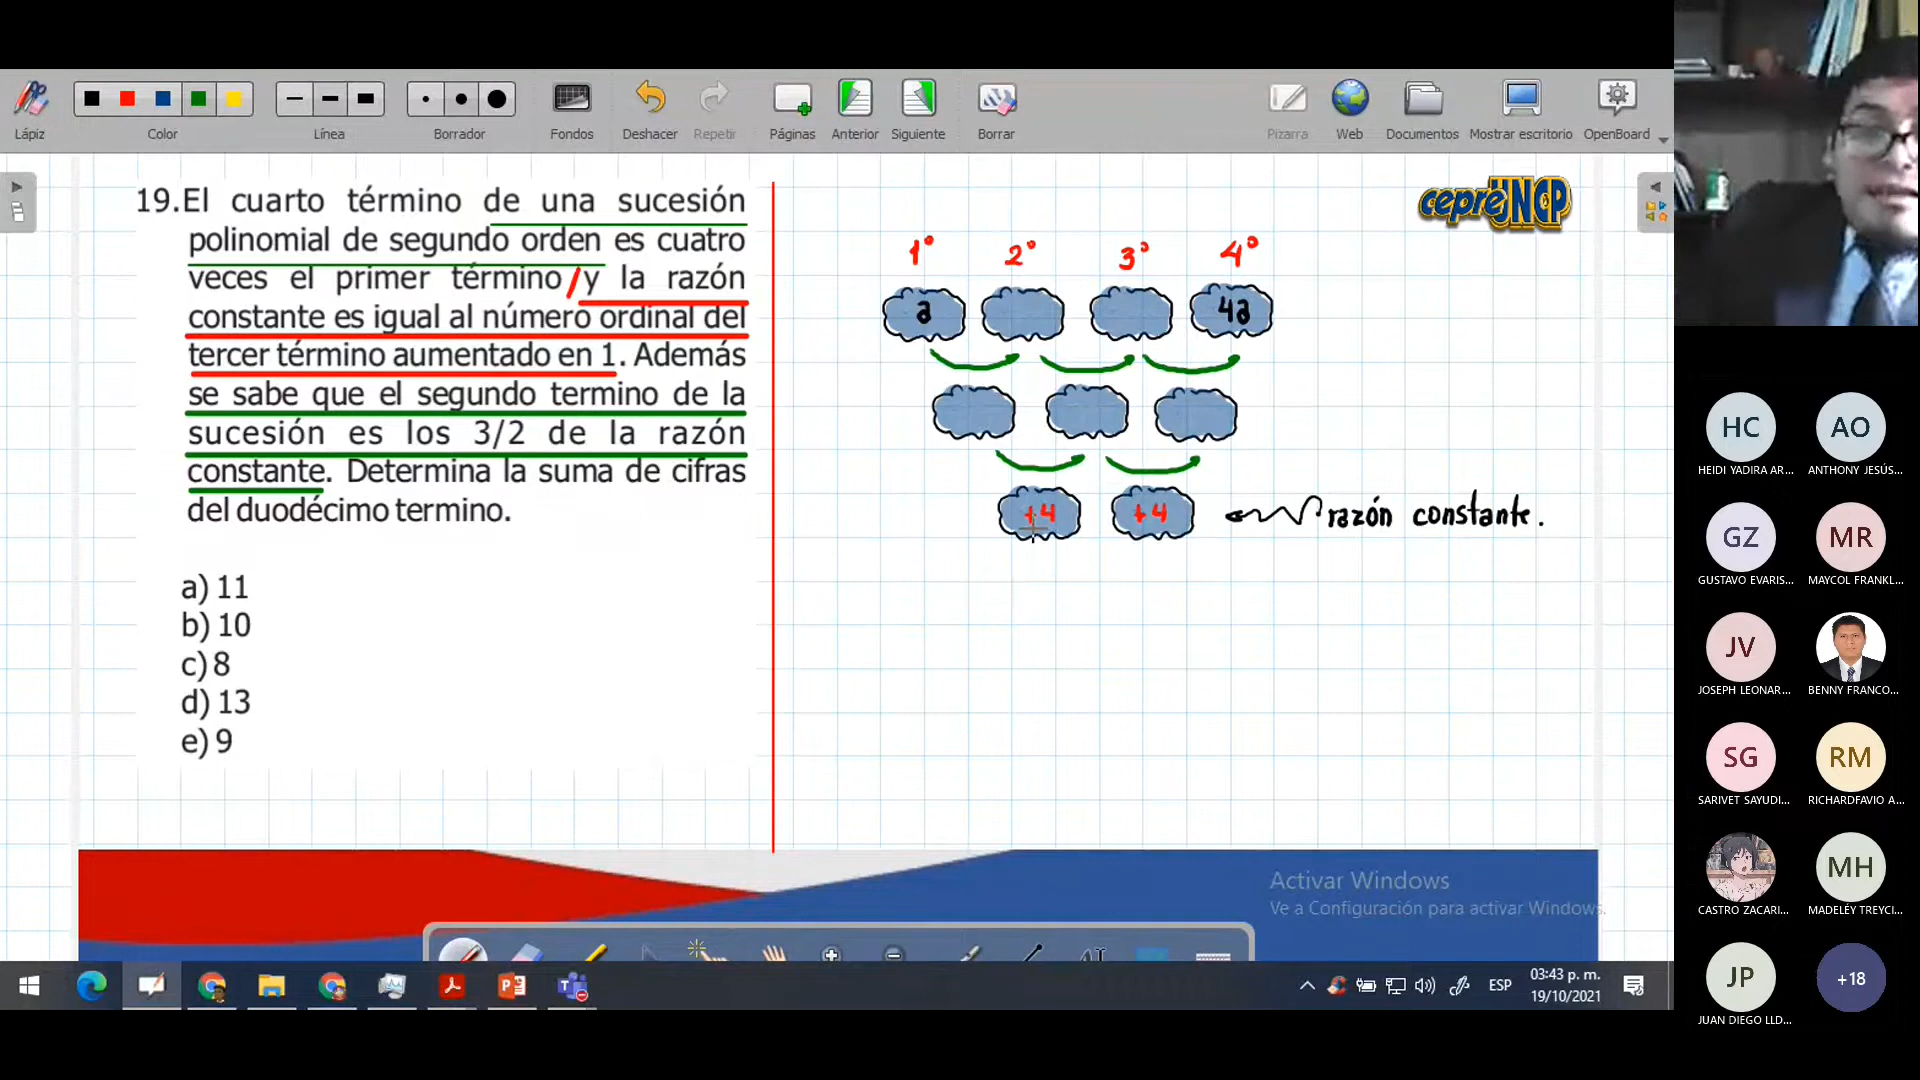 Lápiz
Color
Línea
Borrador
Fondos
Deshacer
Repetir
Páginas
Anterior
Siguiente
Borrar
Pizarra
Web
Documentos
Mostrar escritorio
OpenBoard
19.El cuarto término de una sucesión
polinomial de segundo orden es cuatro
veces el primer término/y la razón
constante es igual al número ordinal del
tercer término aumentado en 1. Además
se sabe que el segundo termino de la
sucesión es los 3/2 de la razón
constante. Determina la suma de cifras
del duodécimo termino.
a) 11
b) 10
c) 8
d) 13
e) 9
cepreUNCP
1° 2° 3° 4°
a 4a
+4 +4 razón constante.
Activar Windows
Ve a Configuración para activar Windows.
ESP
03:43 p. m.
19/10/2021
HC
HEIDI YADIRA AR...
AO
ANTHONY JESÚS...
GZ
GUSTAVO EVARIS...
MR
MAYCOL FRANKL...
JV
JOSEPH LEONAR...
BENNY FRANCO...
SG
SARIVET SAYUDI...
RM
RICHARDFAVIO A...
CASTRO ZACARI...
MH
MADELÉY TREYCI...
JP
JUAN DIEGO LLD...
+18